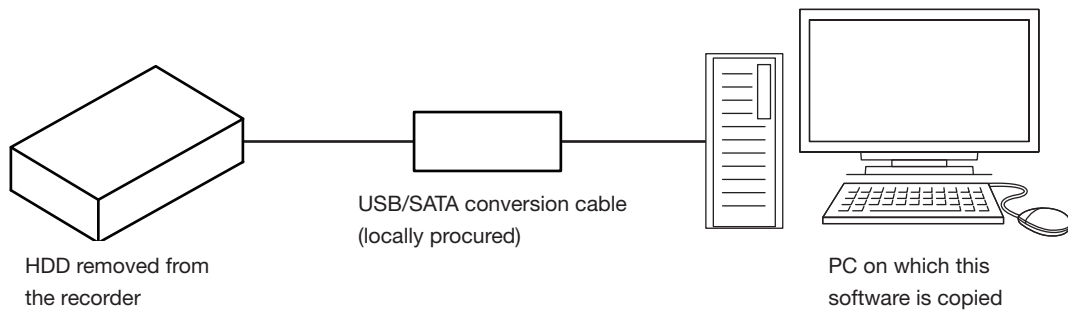 USB/SATA conversion cable
(locally procured)
HDD removed from
the recorder
PC on which this
software is copied